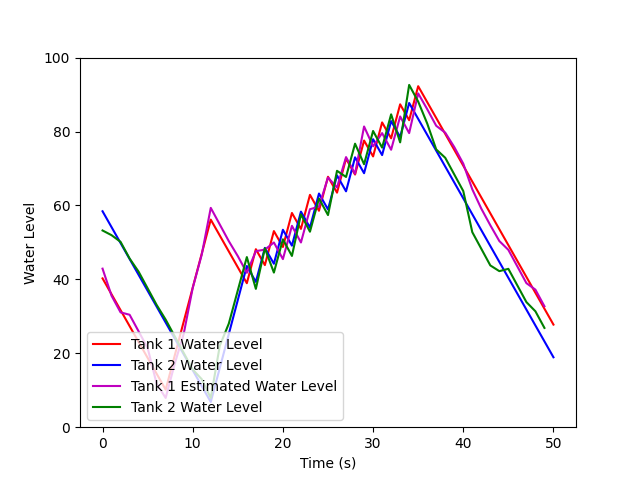 100
80
60
40
20
0
Water Level
Tank 1 Water Level
Tank 2 Water Level
Tank 1 Estimated Water Level
Tank 2 Water Level
0 10 20 30 40 50
Time (s)